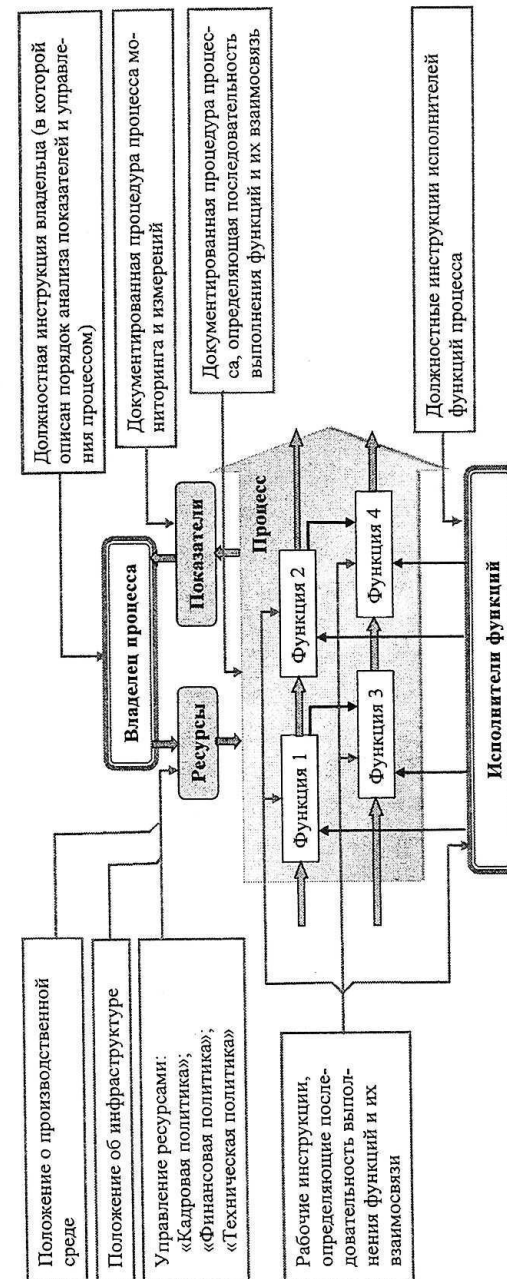 Положение о производственной
среде
Положение об инфраструктуре
Управление ресурсами:
«Кадровая политика»;
«Финансовая политика»;
«Техническая политика»
Рабочие инструкции,
определяющие после-
довательность выпол-
нения функций и их
взаимосвязи
Владелец процесса
Ресурсы
Показатели
Процесс
Функция 1
Функция 2
Функция 3
Функция 4
Исполнители функций
Должностная инструкция владельца (в которой
описан порядок анализа показателей и управле-
ния процессом)
Документированная процедура процесса мо-
ниторинга и измерений
Документированная процедура процес-
са, определяющая последовательность
выполнения функций и их взаимосвязь
Должностные инструкции исполнителей
функций процесса